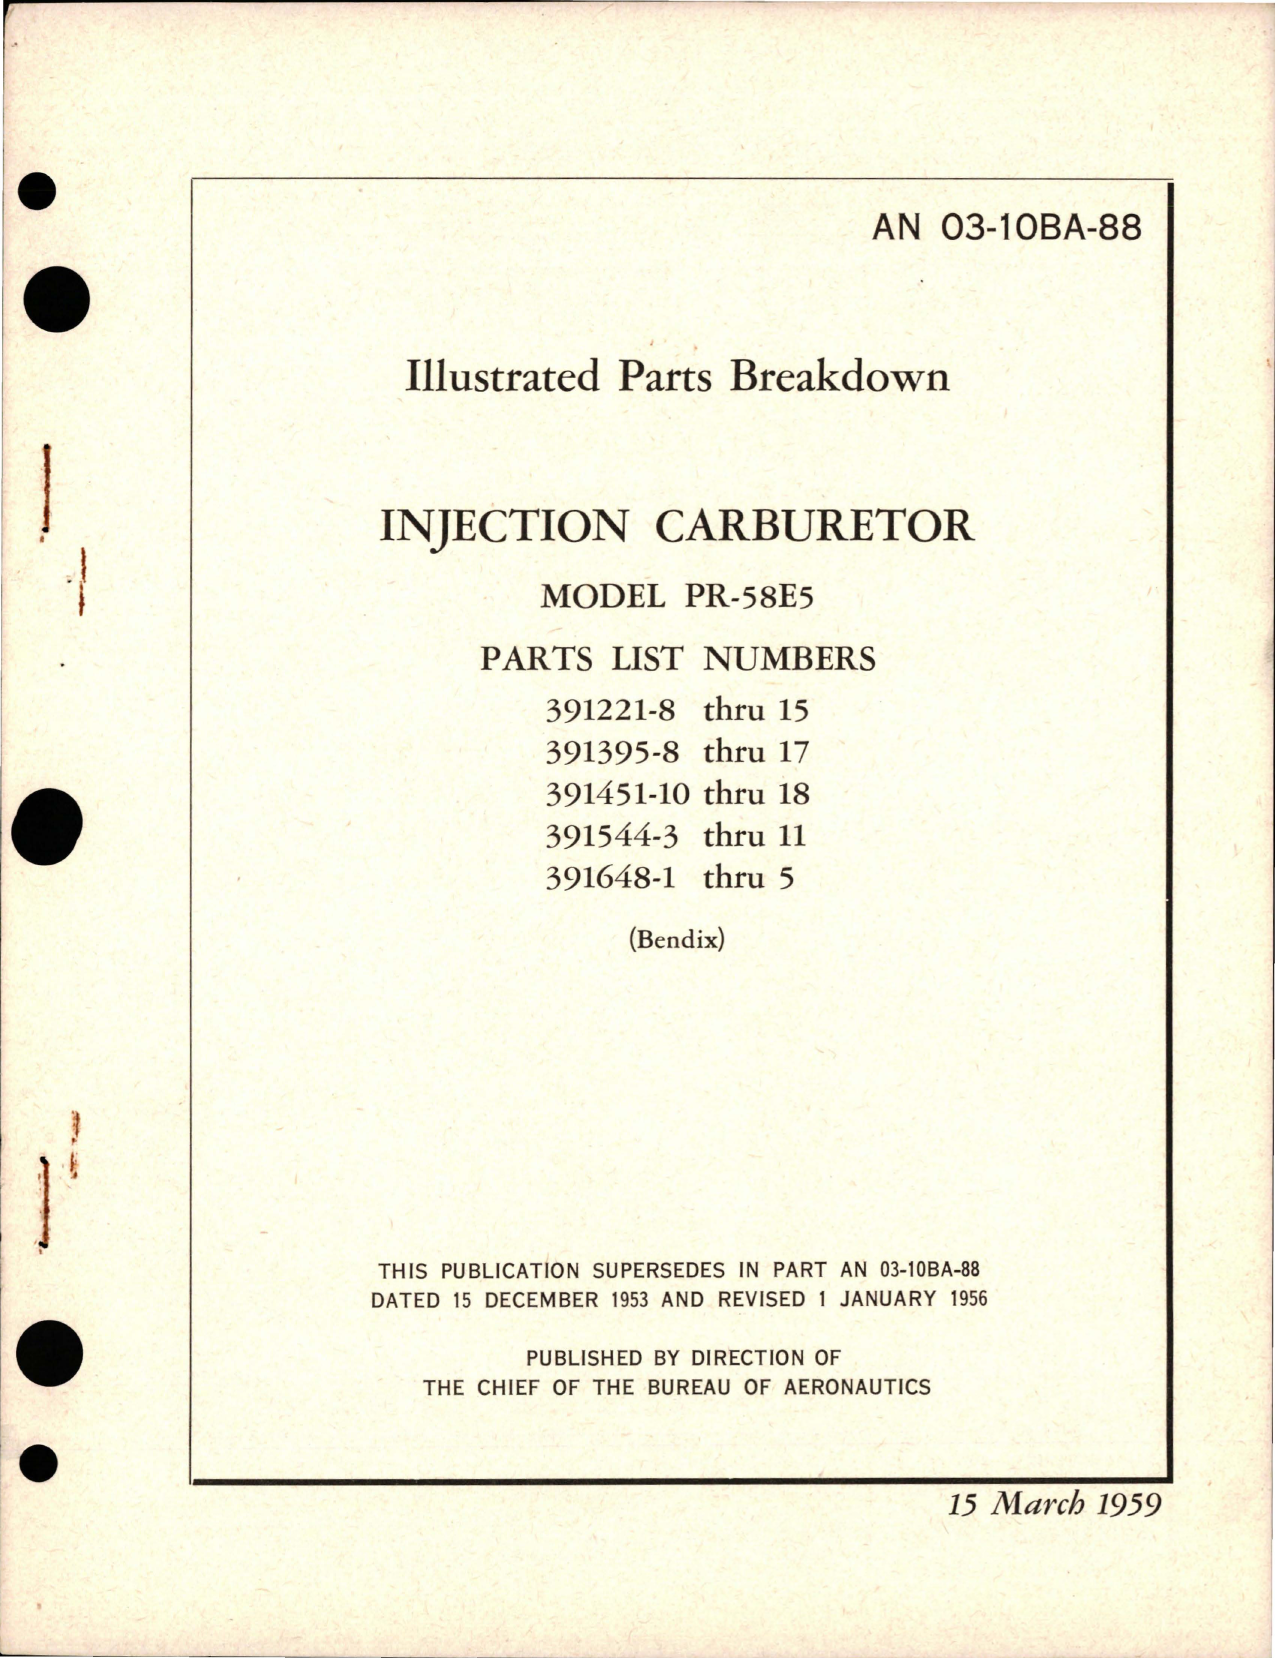 AN 03-10BA-88
Illustrated Parts Breakdown
INJECTION CARBURETOR
MODEL PR-58E5
PARTS LIST NUMBERS
391221-8 thru 15
391395-8 thru 17
391451-10 thru 18
391544-3 thru 11
391648-1 thru 5
(Bendix)
THIS PUBLICATION SUPERSEDES IN PART AN 03-10BA-88
DATED 15 DECEMBER 1953 AND REVISED 1 JANUARY 1956
PUBLISHED BY DIRECTION OF
THE CHIEF OF THE BUREAU OF AERONAUTICS
15 March 1959